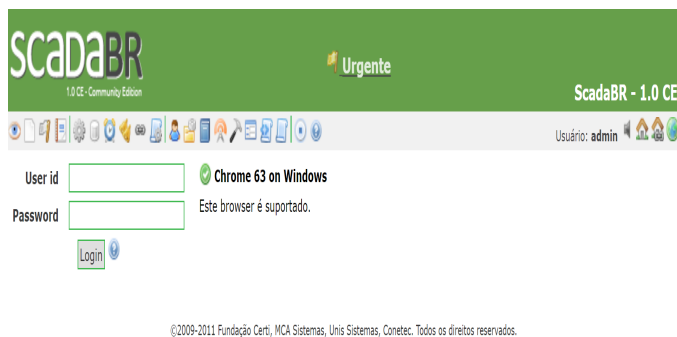 SCADABR
1.0 CE - Community Edition
Urgente
ScadaBR - 1.0 CE
Usuário: admin
User id
Chrome 63 on Windows
Password
Este browser é suportado.
Login
©2009-2011 Fundação Certi, MCA Sistemas, Unis Sistemas, Conetec. Todos os direitos reservados.